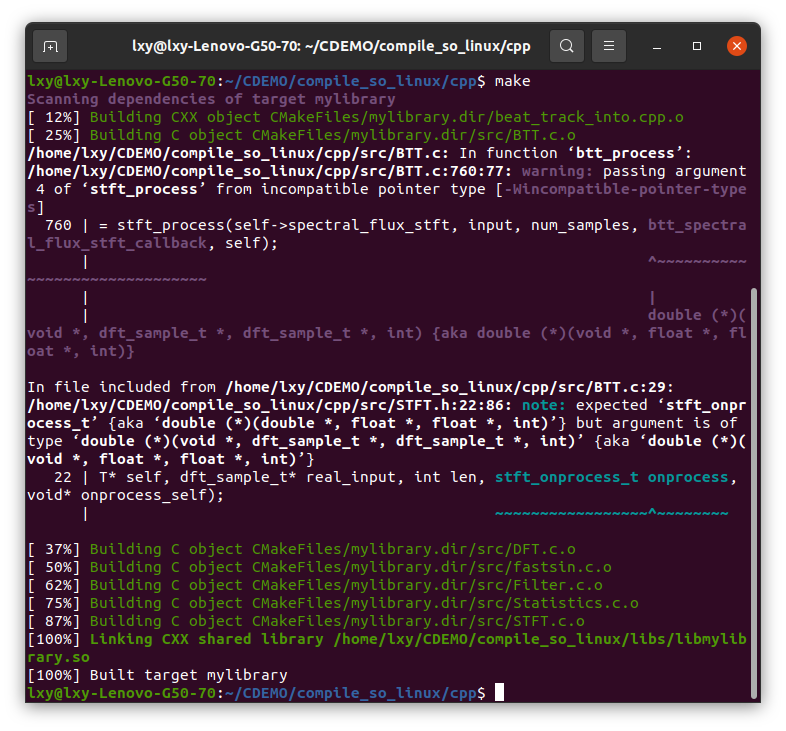 lxy@lxy-Lenovo-G50-70: ~/CDEMO/compile_so_linux/cpp
lxy@lxy-Lenovo-G50-70:~/CDEMO/compile_so_linux/cpp$ make
Scanning dependencies of target mylibrary
[ 12%] Building CXX object CMakeFiles/mylibrary.dir/beat_track_into.cpp.o
[ 25%] Building C object CMakeFiles/mylibrary.dir/src/BTT.c.o
/home/lxy/CDEMO/compile_so_linux/cpp/src/BTT.c: In function ‘btt_process’:
/home/lxy/CDEMO/compile_so_linux/cpp/src/BTT.c:760:77: warning: passing argument
 4 of ‘stft_process’ from incompatible pointer type [-Wincompatible-pointer-type
s]
  760 | = stft_process(self->spectral_flux_stft, input, num_samples, btt_spectra
l_flux_stft_callback, self);
      |                                                              ^~~~~~~~~~~
~~~~~~~~~~~~~~~~~~~~
      |                                                              |
      |                                                              double (*)(
void *, dft_sample_t *, dft_sample_t *, int) {aka double (*)(void *, float *, fl
oat *, int)}
In file included from /home/lxy/CDEMO/compile_so_linux/cpp/src/BTT.c:29:
/home/lxy/CDEMO/compile_so_linux/cpp/src/STFT.h:22:86: note: expected ‘stft_onpr
ocess_t’ {aka ‘double (*)(double *, float *, float *, int)’} but argument is of
type ‘double (*)(void *, dft_sample_t *, dft_sample_t *, int)’ {aka ‘double (*)(
void *, float *, float *, int)’}
   22 | T* self, dft_sample_t* real_input, int len, stft_onprocess_t onprocess,
void* onprocess_self);
      |                                             ~~~~~~~~~~~~~~~~~^~~~~~~~~
[ 37%] Building C object CMakeFiles/mylibrary.dir/src/DFT.c.o
[ 50%] Building C object CMakeFiles/mylibrary.dir/src/fastsin.c.o
[ 62%] Building C object CMakeFiles/mylibrary.dir/src/Filter.c.o
[ 75%] Building C object CMakeFiles/mylibrary.dir/src/Statistics.c.o
[ 87%] Building C object CMakeFiles/mylibrary.dir/src/STFT.c.o
[100%] Linking CXX shared library /home/lxy/CDEMO/compile_so_linux/libs/libmylib
rary.so
[100%] Built target mylibrary
lxy@lxy-Lenovo-G50-70:~/CDEMO/compile_so_linux/cpp$